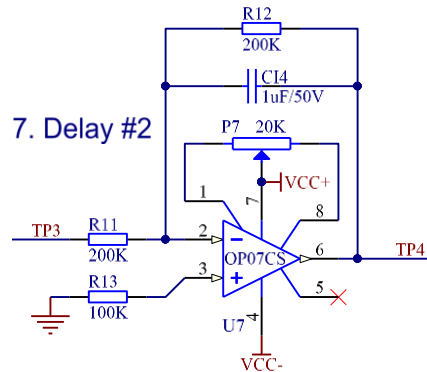 R12
200K
CI4
1uF/50V
7. Delay #2
P7 20K
1
7
VCC+
8
TP3
R11
200K
2
OP07CS
6
TP4
R13
100K
3
5
U7
4
VCC-